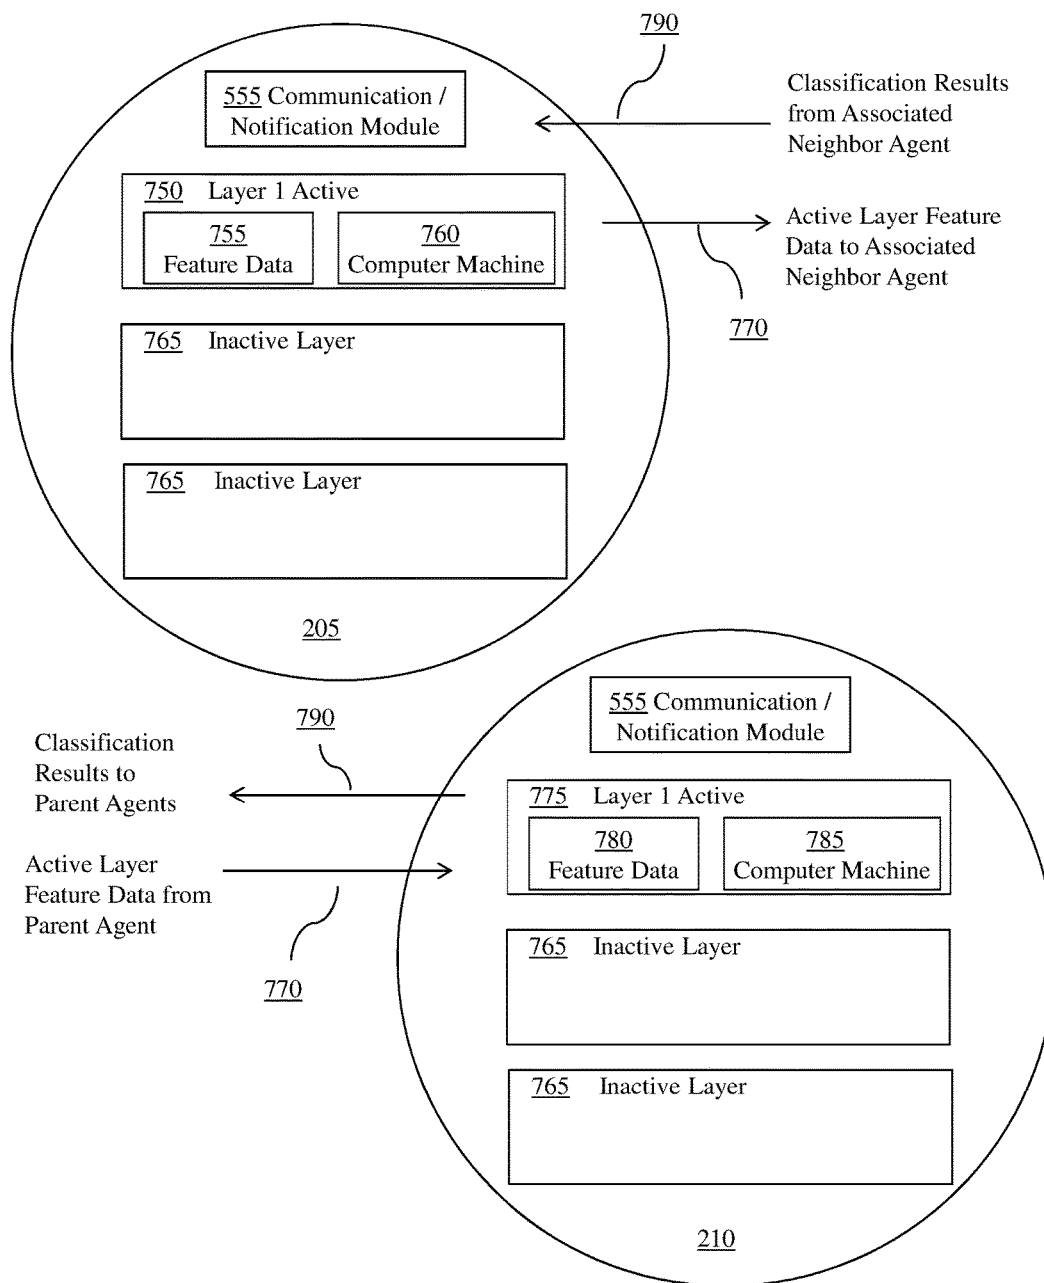 790
555 Communication /
Notification Module
Classification Results
from Associated
Neighbor Agent
750 Layer 1 Active
755
Feature Data
760
Computer Machine
Active Layer Feature
Data to Associated
Neighbor Agent
770
765 Inactive Layer
765 Inactive Layer
205
555 Communication /
Notification Module
790
Classification
Results to
Parent Agents
775 Layer 1 Active
780
Feature Data
785
Computer Machine
Active Layer
Feature Data from
Parent Agent
770
765 Inactive Layer
765 Inactive Layer
210